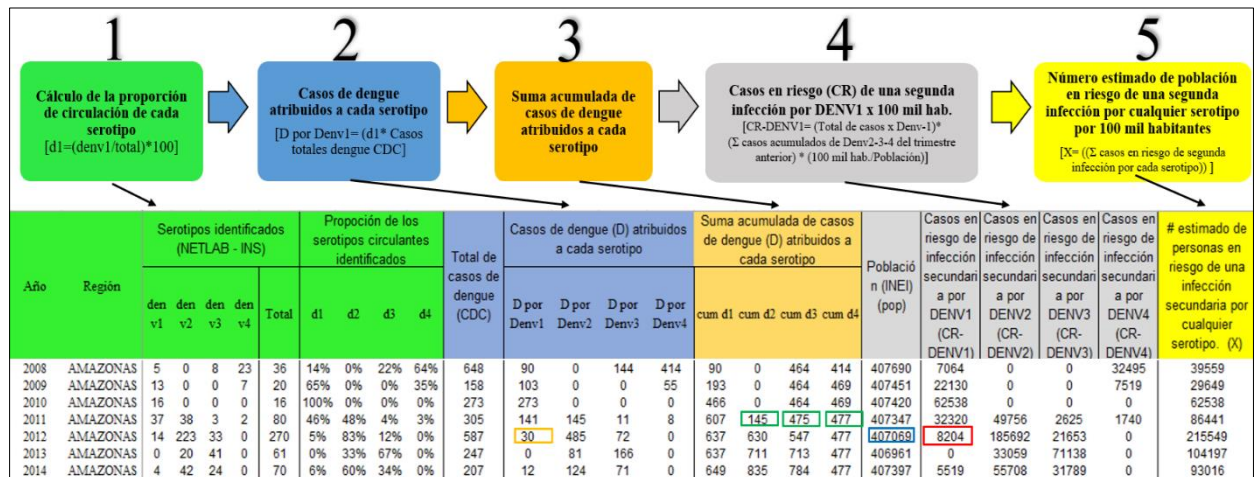 1
2
3
4
5
Cálculo de la proporción
de circulación de cada
serotipo
[d1=(denv1/total)*100]
Casos de dengue
atribuidos a cada serotipo
[D por Denv1= (d1* Casos
totales dengue CDC]
Suma acumulada de
casos de dengue
atribuidos a cada
serotipo
Casos en riesgo (CR) de una segunda
infección por DENV1 x 100 mil hab.
[CR-DENV1= (Total de casos x Denv-1)*
(Σ casos acumulados de Denv2-3-4 del trimestre
anterior) * (100 mil hab./Población)]
Número estimado de población
en riesgo de una segunda
infección por cualquier serotipo
por 100 mil habitantes
[X= ((Σ casos en riesgo de segunda
infección por cada serotipo)) ]
Año
Región
Serotipos identificados
(NETLAB - INS)
den den den den Total
v1 v2 v3 v4
Propoción de los
serotipos circulantes
identificados
d1 d2 d3 d4
Total de
casos de
dengue
(CDC)
Casos de dengue (D) atribuidos
a cada serotipo
D por D por D por D por
Denv1 Denv2 Denv3 Denv4
Suma acumulada de casos
de dengue (D) atribuidos a
cada serotipo
cum d1 cum d2 cum d3 cum d4
Població
n (INEI)
(pop)
Casos en
riesgo de
infección
secundari
a por
DENV1
(CR-
DENV1)
Casos en
riesgo de
infección
secundari
a por
DENV2
(CR-
DENV2)
Casos en
riesgo de
infección
secundari
a por
DENV3
(CR-
DENV3)
Casos en
riesgo de
infección
secundari
a por
DENV4
(CR-
DENV4)
# estimado de
personas en
riesgo de una
infección
secundaria por
cualquier
serotipo. (X)
2008 AMAZONAS 5 0 8 23 36 14% 0% 22% 64% 648 90 0 144 414 90 0 464 414 407690 7064 0 0 32495 39559
2009 AMAZONAS 13 0 0 7 20 65% 0% 0% 35% 158 103 0 0 55 193 0 464 469 407451 22130 0 0 7519 29649
2010 AMAZONAS 16 0 0 0 16 100% 0% 0% 0% 273 273 0 0 0 466 0 464 469 407420 62538 0 0 0 62538
2011 AMAZONAS 37 38 3 2 80 46% 48% 4% 3% 305 141 145 11 8 607 145 475 477 407347 32320 49756 2625 1740 86441
2012 AMAZONAS 14 223 33 0 270 5% 83% 12% 0% 587 30 485 72 0 637 630 547 477 407069 8204 185692 21653 0 215549
2013 AMAZONAS 0 20 41 0 61 0% 33% 67% 0% 247 0 81 166 0 637 711 713 477 406961 0 33059 71138 0 104197
2014 AMAZONAS 4 42 24 0 70 6% 60% 34% 0% 207 12 124 71 0 649 835 784 477 407397 5519 55708 31789 0 93016